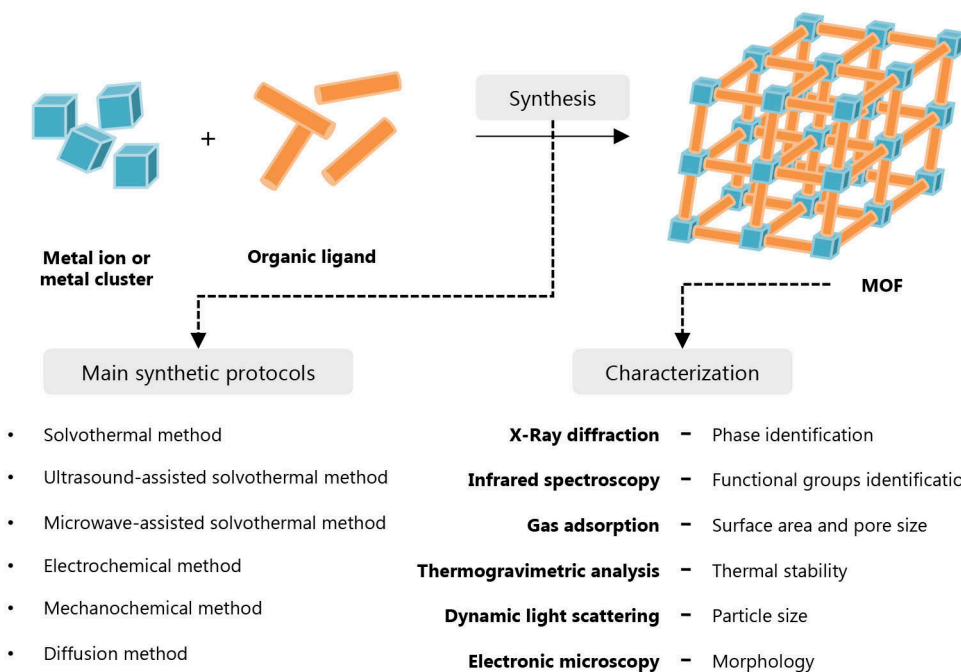 Synthesis
+
Metal ion or
metal cluster
Organic ligand
MOF
Main synthetic protocols
• Solvothermal method
• Ultrasound-assisted solvothermal method
• Microwave-assisted solvothermal method
• Electrochemical method
• Mechanochemical method
• Diffusion method
Characterization
X-Ray diffraction – Phase identification
Infrared spectroscopy – Functional groups identificatio
Gas adsorption – Surface area and pore size
Thermogravimetric analysis – Thermal stability
Dynamic light scattering – Particle size
Electronic microscopy – Morphology